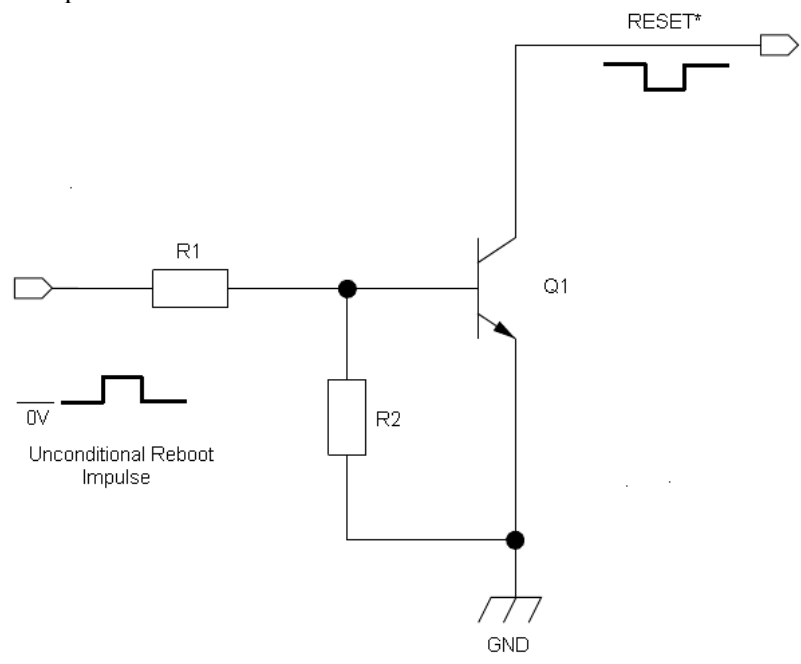 RESET*
R1
Q1
R2
0V
Unconditional Reboot
Impulse
GND